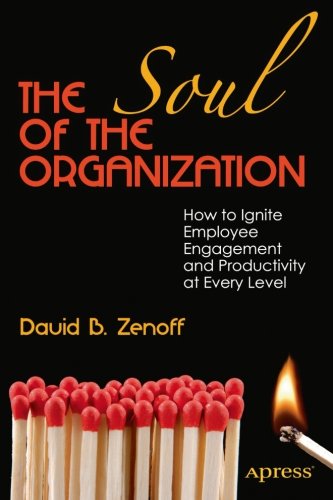 THE Soul
OF THE
ORGANIZATION
How to Ignite
Employee
Engagement
and Productivity
at Every Level
David B. Zenoff
Apress®